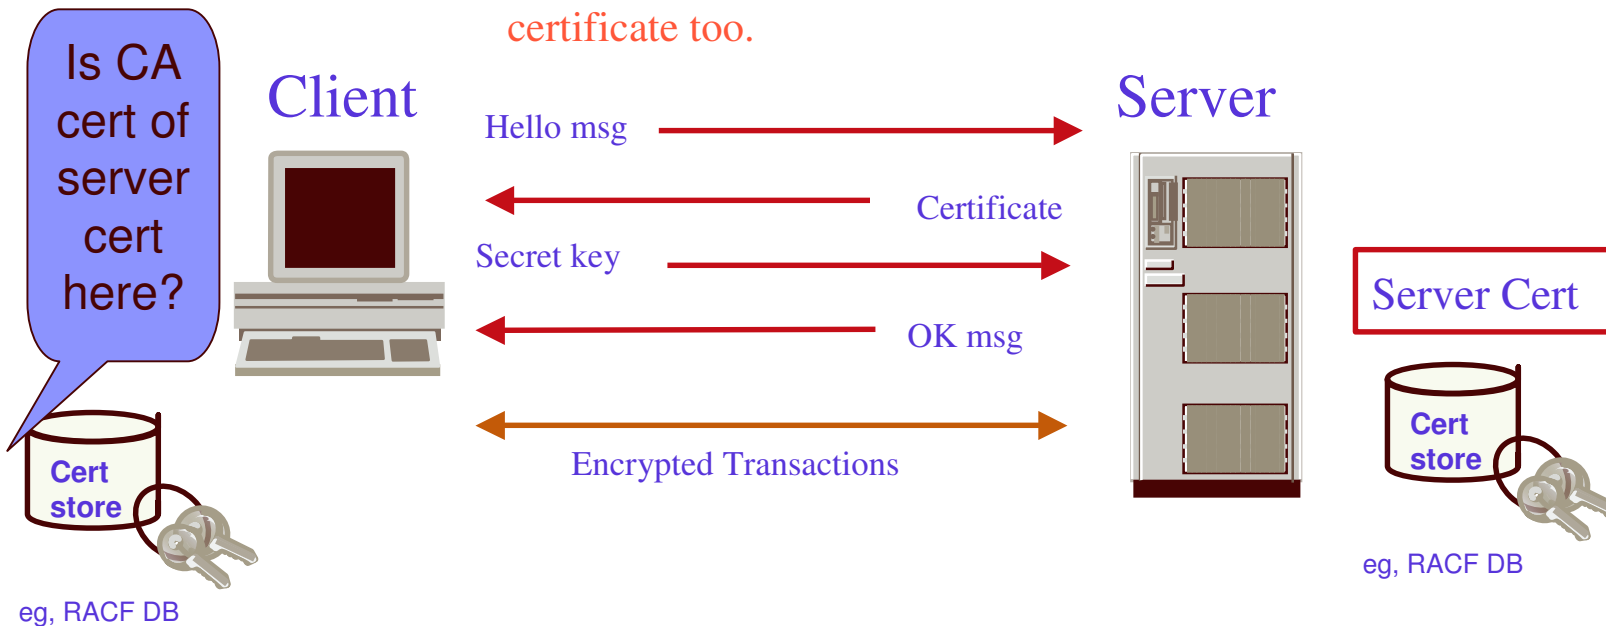 certificate too.
Is CA
cert of
server
cert
here?
Client
Server
Hello msg
Certificate
Secret key
OK msg
Encrypted Transactions
Server Cert
Cert
store
eg, RACF DB
Cert
store
eg, RACF DB